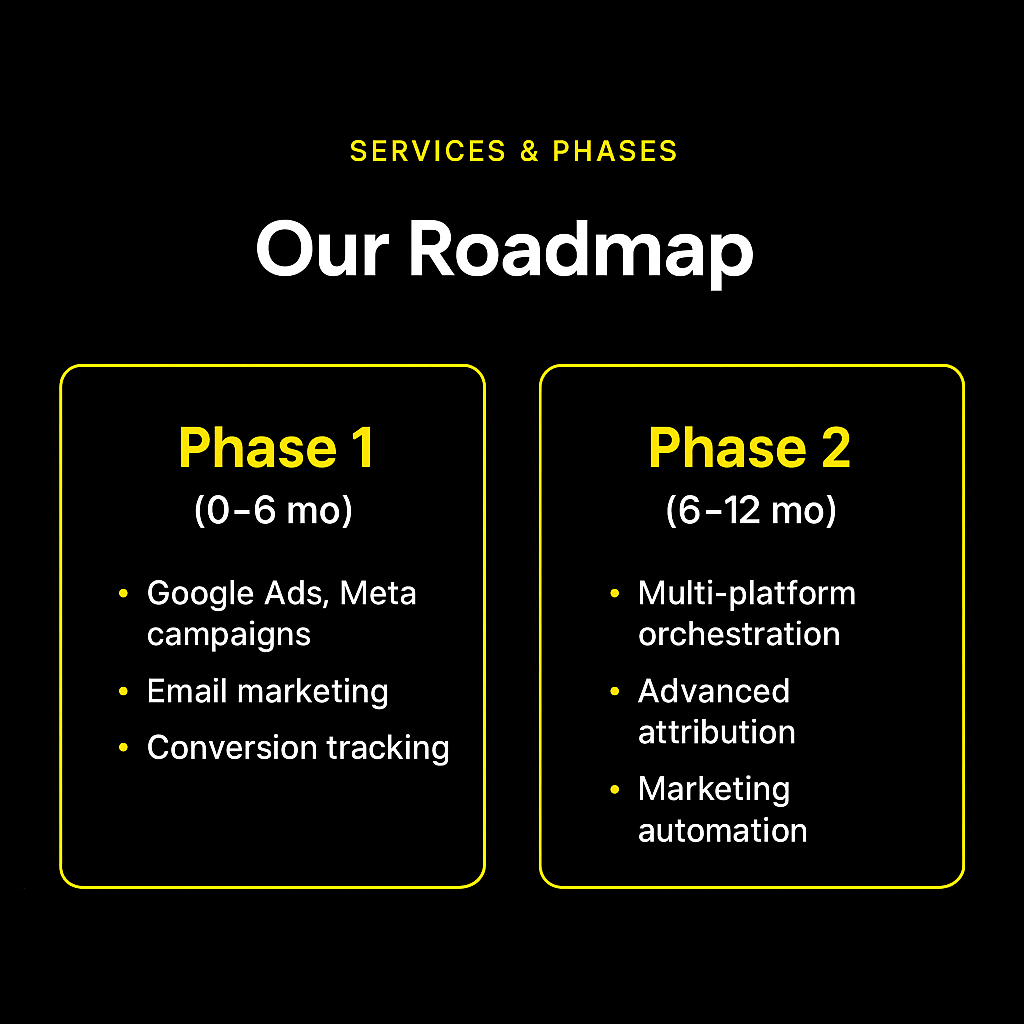 SERVICES & PHASES
Our Roadmap
Phase 1
(0–6 mo)
• Google Ads, Meta
campaigns
• Email marketing
• Conversion tracking
Phase 2
(6–12 mo)
• Multi-platform
orchestration
• Advanced
attribution
• Marketing
automation